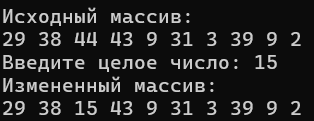 Исходный массив:
29 38 44 43 9 31 3 39 9 2
Введите целое число: 15
Измененный массив:
29 38 15 43 9 31 3 39 9 2